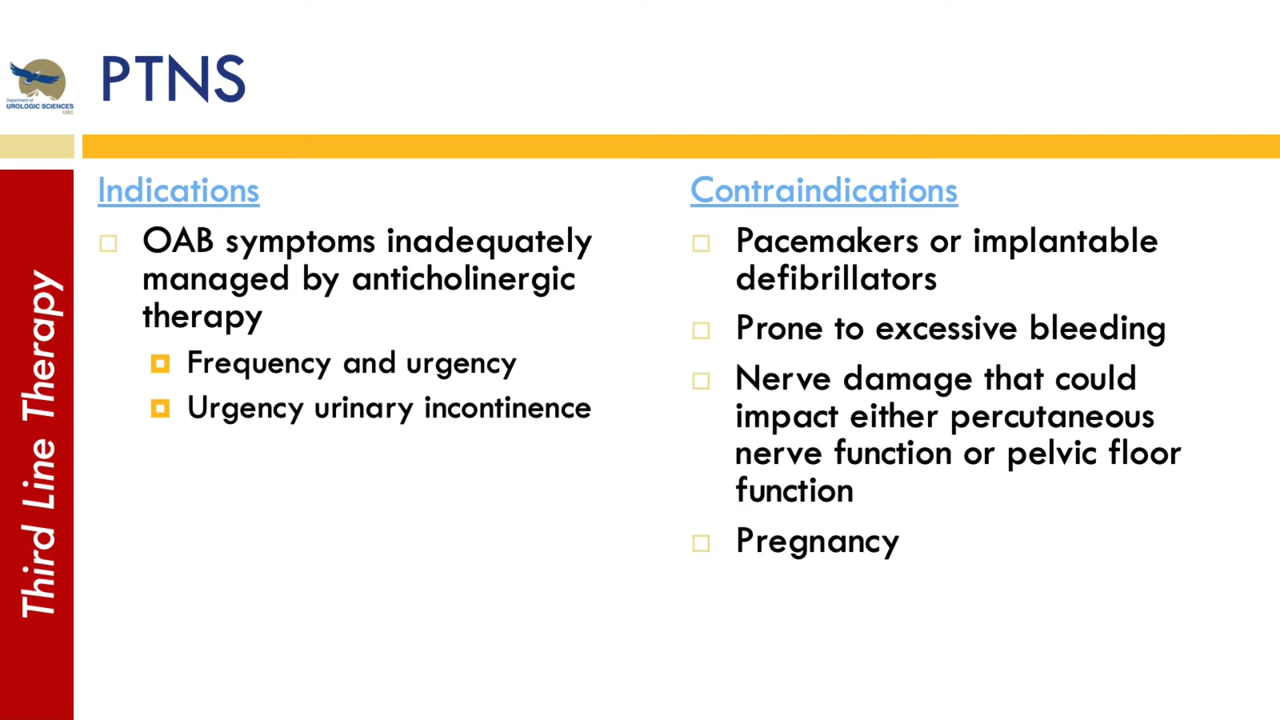 Department of
UROLOGIC SCIENCES
UBC
PTNS
Third Line Therapy
Indications
OAB symptoms inadequately
managed by anticholinergic
therapy
Frequency and urgency
Urgency urinary incontinence
Contraindications
Pacemakers or implantable
defibrillators
Prone to excessive bleeding
Nerve damage that could
impact either percutaneous
nerve function or pelvic floor
function
Pregnancy